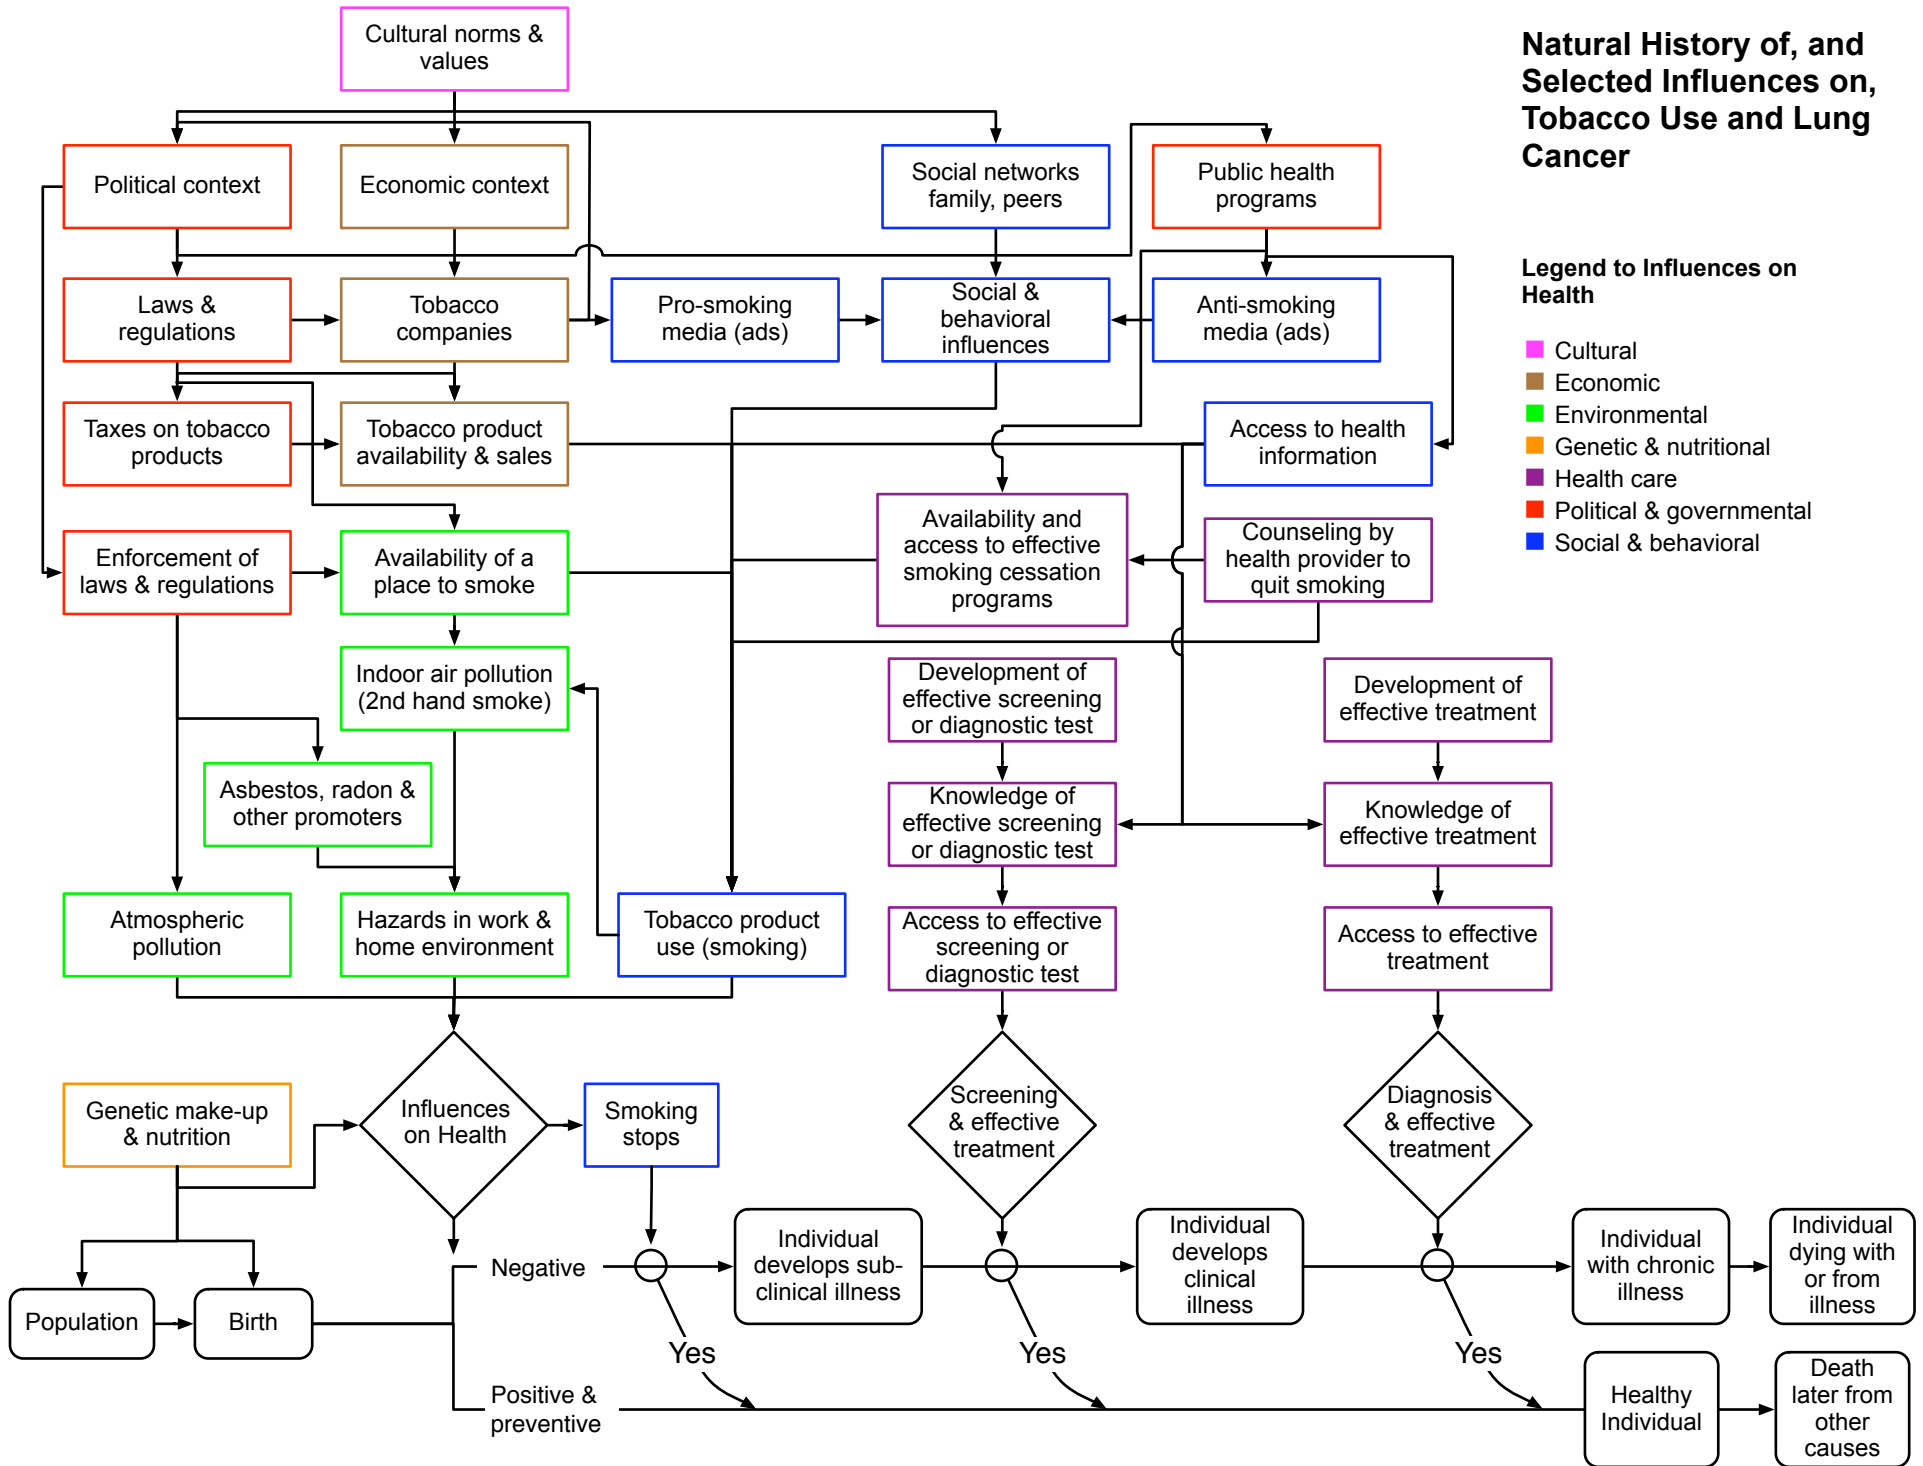 Natural History of, and
Selected Influences on,
Tobacco Use and Lung
Cancer
Cultural norms &
values
Political context
Economic context
Social networks
family, peers
Public health
programs
Legend to Influences on
Health
Cultural
Economic
Environmental
Genetic & nutritional
Health care
Political & governmental
Social & behavioral
Laws &
regulations
Tobacco
companies
Pro-smoking
media (ads)
Social &
behavioral
influences
Anti-smoking
media (ads)
Taxes on tobacco
products
Tobacco product
availability & sales
Access to health
information
Enforcement of
laws & regulations
Availability of a
place to smoke
Availability and
access to effective
smoking cessation
programs
Counseling by
health provider to
quit smoking
Indoor air pollution
(2nd hand smoke)
Development of
effective screening
or diagnostic test
Development of
effective treatment
Asbestos, radon &
other promoters
Knowledge of
effective screening
or diagnostic test
Knowledge of
effective treatment
Atmospheric
pollution
Hazards in work &
home environment
Tobacco product
use (smoking)
Access to effective
screening or
diagnostic test
Access to effective
treatment
Genetic make-up
& nutrition
Influences
on Health
Smoking
stops
Screening
& effective
treatment
Diagnosis
& effective
treatment
Population
Birth
Negative
Individual
develops sub-
clinical illness
Individual
develops
clinical
illness
Individual
with chronic
illness
Individual
dying with
or from
illness
Yes
Yes
Yes
Positive &
preventive
Healthy
Individual
Death
later from
other
causes